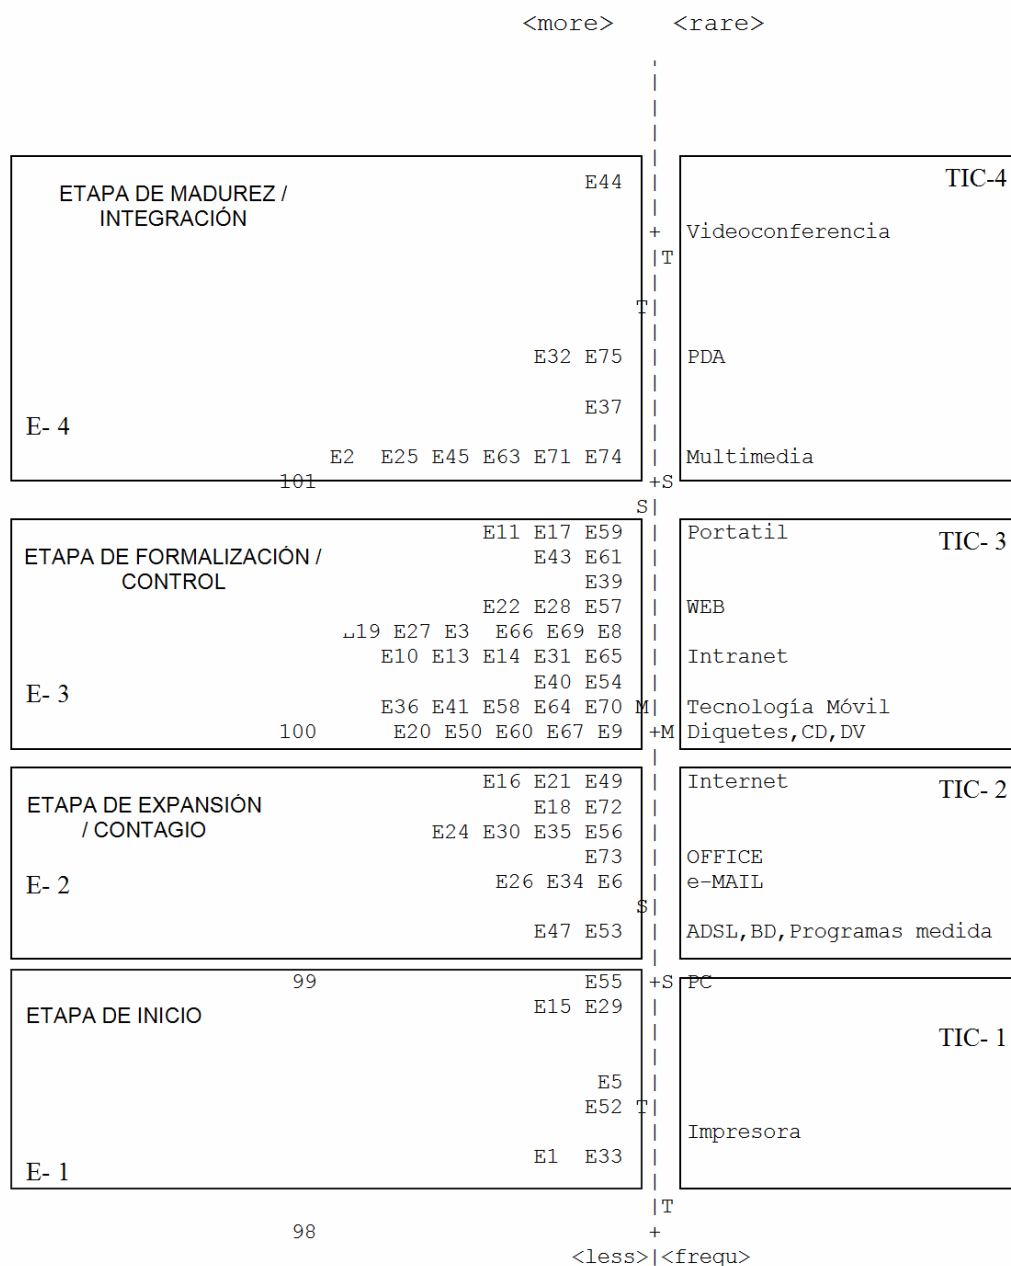 <more> <rare>
|
|
|
|
ETAPA DE MADUREZ / E44 | TIC-4
INTEGRACIÓN |
+ Videoconferencia
|T
|
T|
|
E32 E75 | PDA
|
E37 |
E- 4 |
E2 E25 E45 E63 E71 E74 | Multimedia
101 +S
S|
E11 E17 E59 | Portatil TIC- 3
ETAPA DE FORMALIZACIÓN / E43 E61 |
CONTROL E39 |
E22 E28 E57 | WEB
19 E27 E3 E66 E69 E8 |
E10 E13 E14 E31 E65 | Intranet
E- 3 E40 E54 |
E36 E41 E58 E64 E70 M| Tecnología Móvil
100 E20 E50 E60 E67 E9 +M Diquetes,CD,DV
|
E16 E21 E49 | Internet TIC- 2
ETAPA DE EXPANSIÓN E18 E72 |
/ CONTAGIO E24 E30 E35 E56 |
E73 | OFFICE
E- 2 E26 E34 E6 | e-MAIL
S|
E47 E53 | ADSL,BD,Programas medida
|
99 E55 +S PC
ETAPA DE INICIO E15 E29 |
| TIC- 1
|
E5 |
E52 T|
| Impresora
E- 1 E1 E33 |
|
|T
98 +
<less>|<frequ>